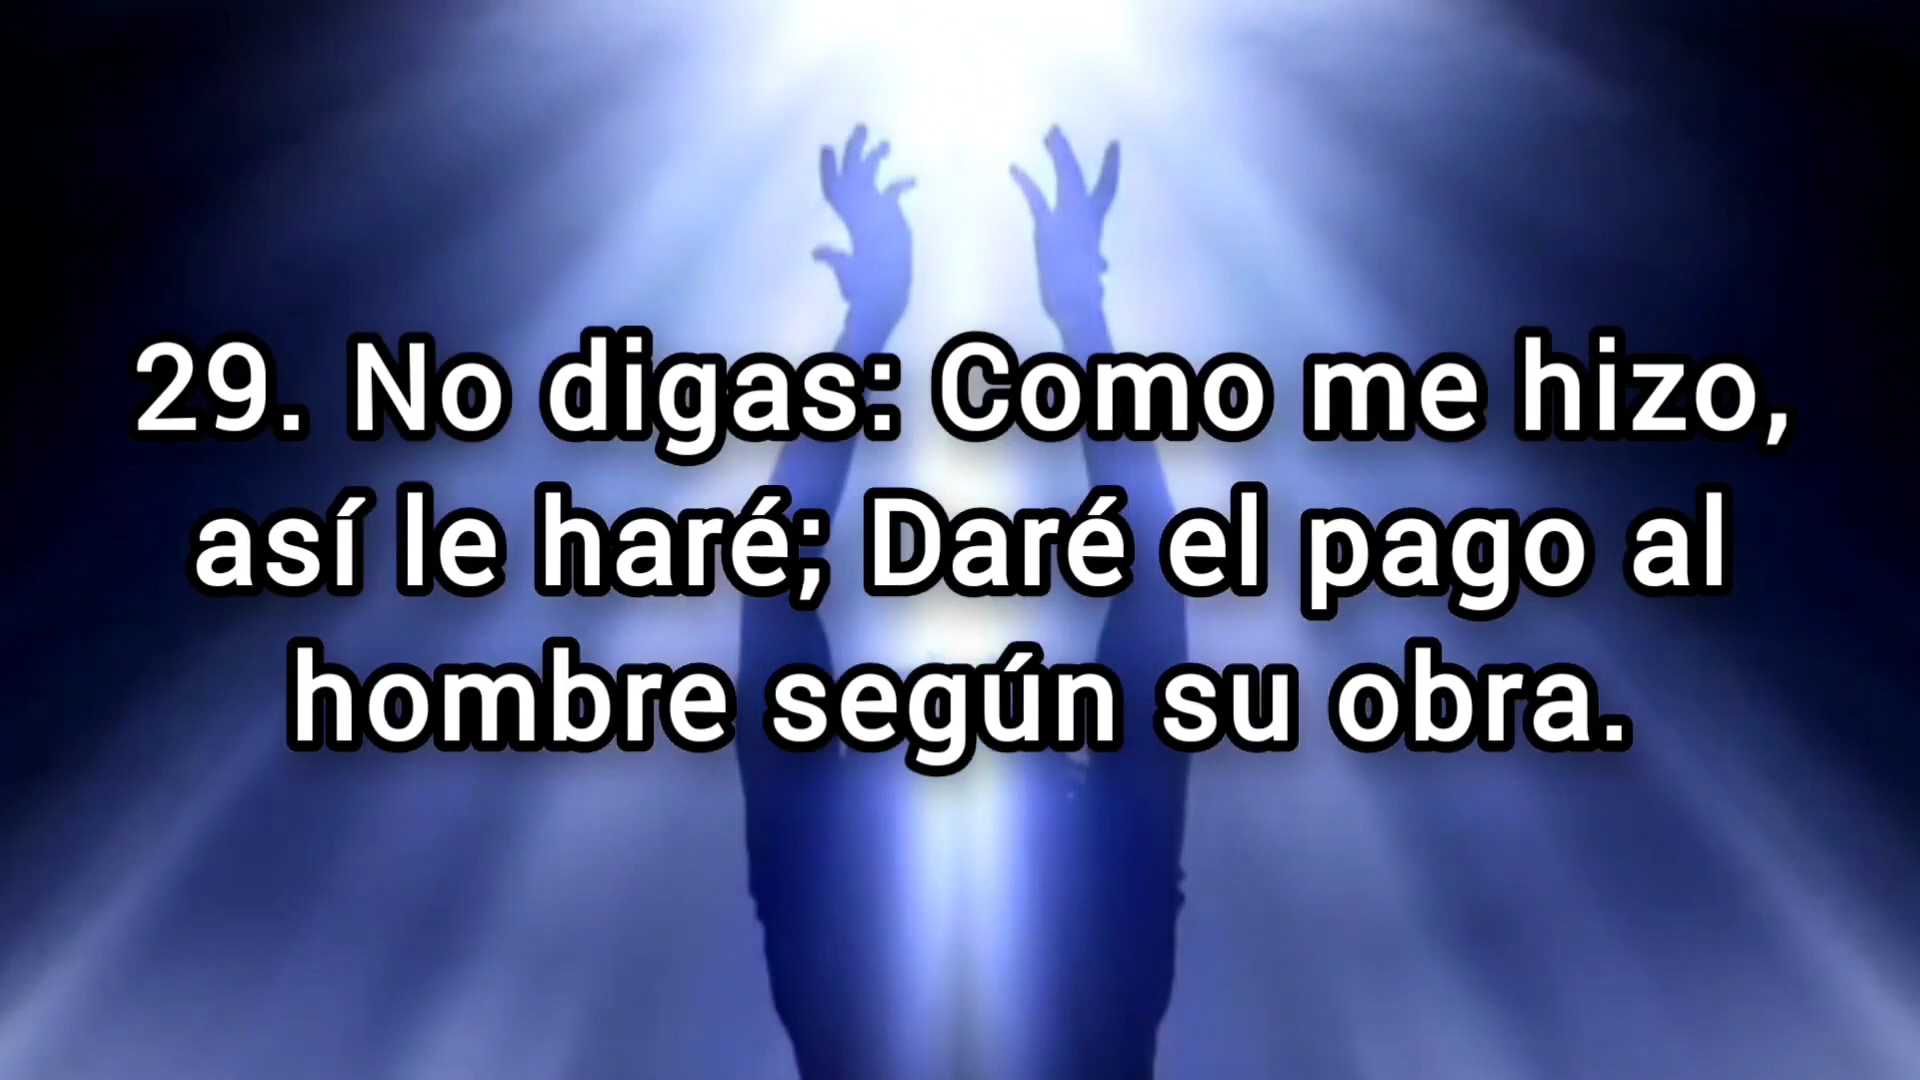 29. No digas: Como me hizo,
así le haré; Daré el pago al
hombre según su obra.